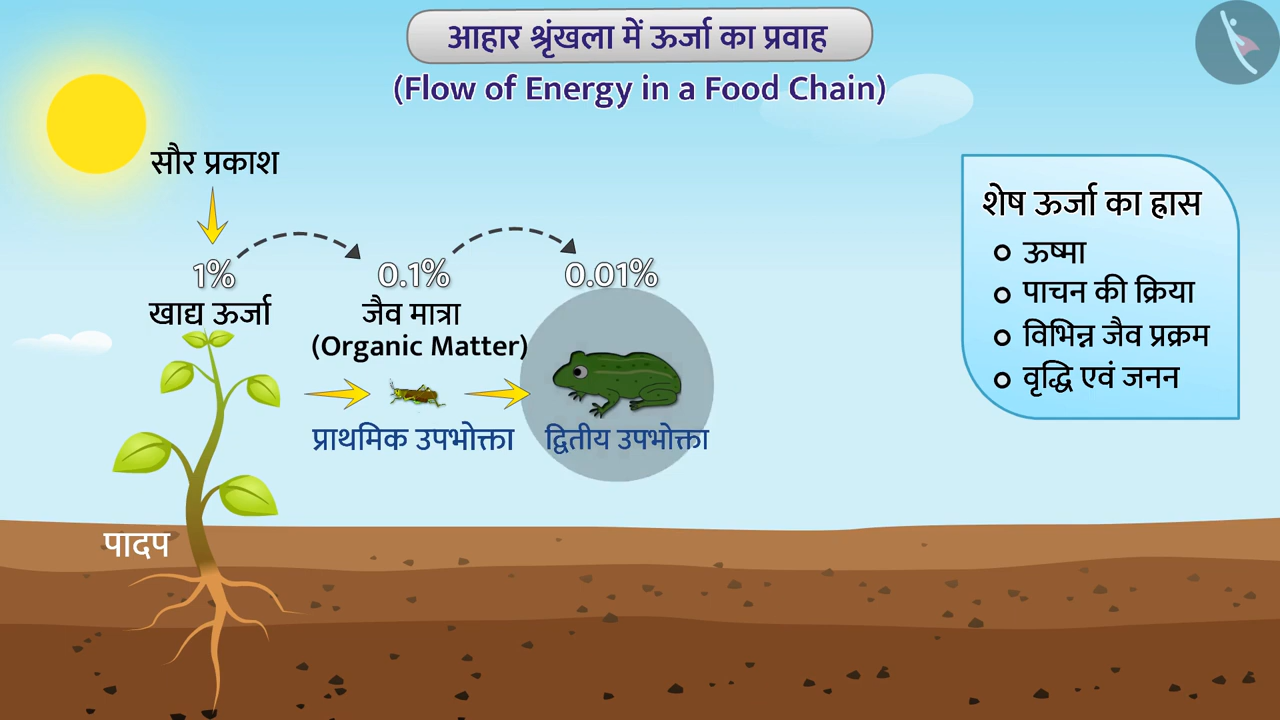 आहार श्रृंखला में ऊर्जा का प्रवाह
(Flow of Energy in a Food Chain)
सौर प्रकाश
1%
0.1%
0.01%
खाद्य ऊर्जा
जैव मात्रा
(Organic Matter)
प्राथमिक उपभोक्ता
द्वितीय उपभोक्ता
पादप
शेष ऊर्जा का ह्रास
ऊष्मा
पाचन की क्रिया
विभिन्न जैव प्रक्रम
वृद्धि एवं जनन